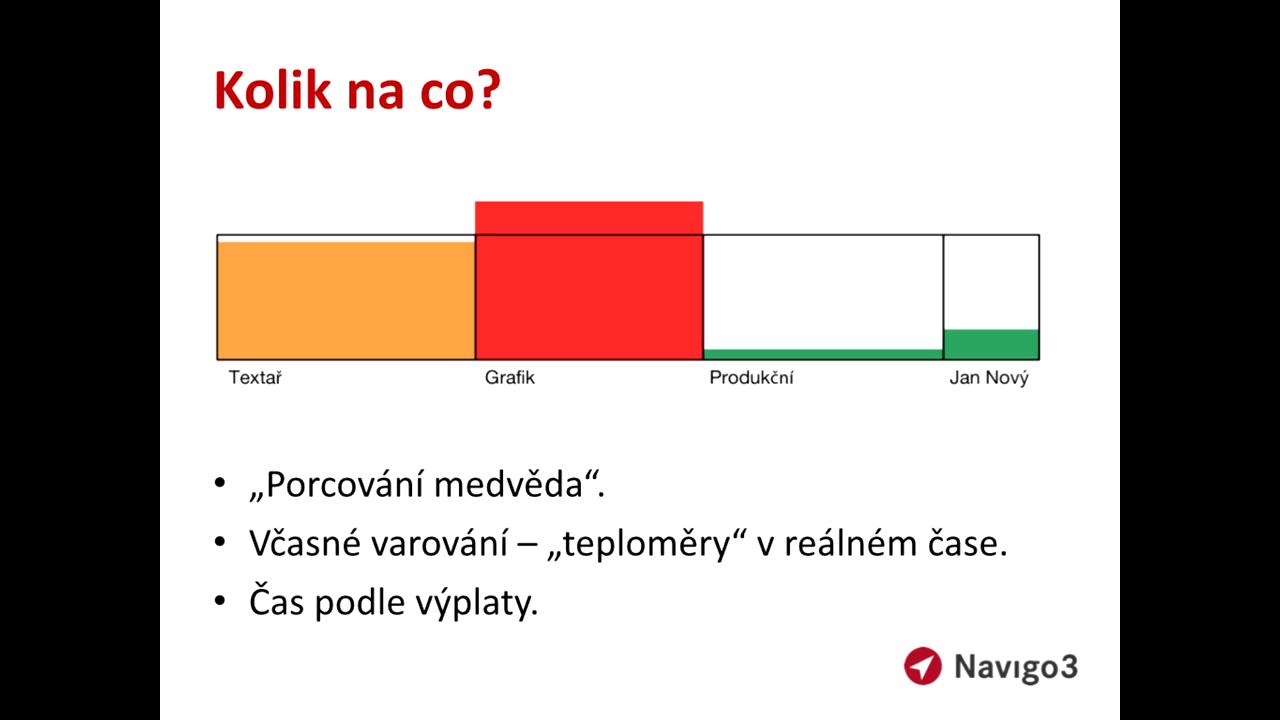 Kolik na co?
Textař Grafik Produkční Jan Nový
• „Porcování medvěda“.
• Včasné varování – „teploměry“ v reálném čase.
• Čas podle výplaty.
Navigo3